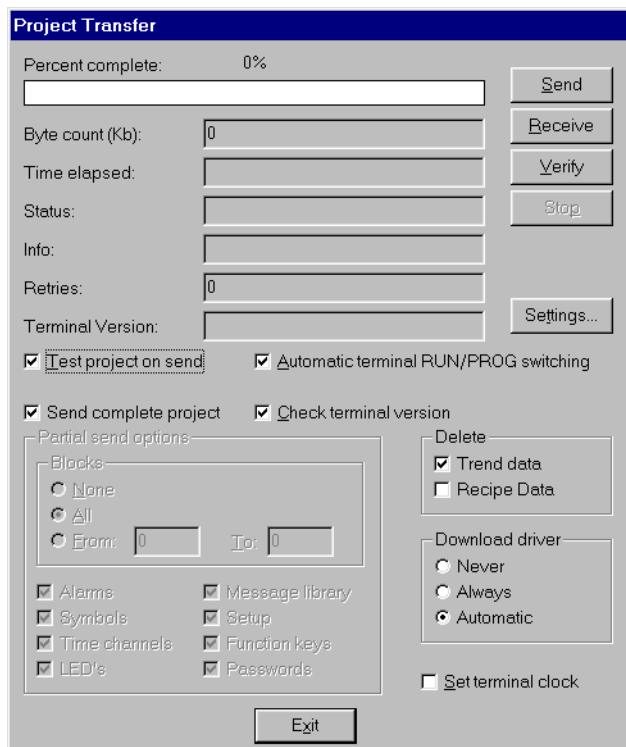 Project Transfer
Percent complete: 0%
Send
Byte count (Kb): 0
Receive
Time elapsed:
Verify
Status:
Stop
Info:
Retries: 0
Terminal Version:
Settings...
Test project on send
Automatic terminal RUN/PROG switching
Send complete project
Check terminal version
Partial send options
Blocks
None
All
From: 0 To: 0
Alarms
Message library
Symbols
Setup
Time channels
Function keys
LED's
Passwords
Delete
Trend data
Recipe Data
Download driver
Never
Always
Automatic
Set terminal clock
Exit